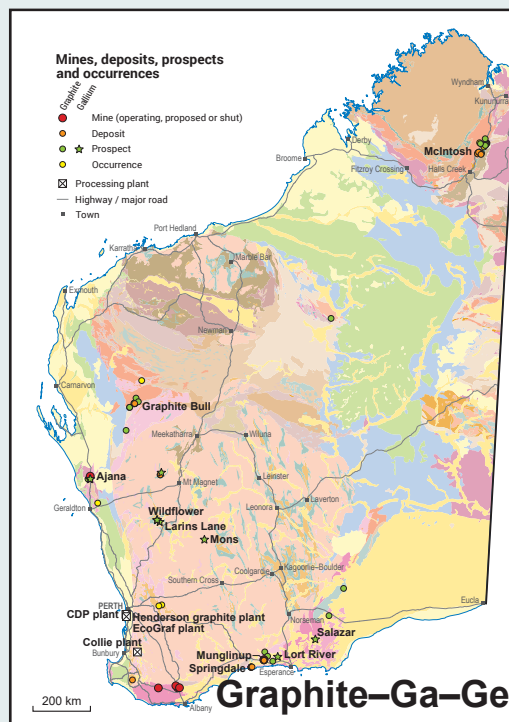 Mines, deposits, prospects
and occurrences
Graphite
Gallium
Mine (operating, proposed or shut)
Deposit
Prospect
Occurrence
Processing plant
Highway / major road
Town
Wyndham
Kununurra
Derby
McIntosh
Broome
Fitzroy Crossing
Halls Creek
Port Hedland
Karratha
Marble Bar
Exmouth
Newman
Carnarvon
Graphite Bull
Meekatharra
Wiluna
Ajana
Mt Magnet
Leinster
Geraldton
Wildflower
Leonora
Laverton
Larins Lane
Mons
Coolgardie
Kalgoorlie–Boulder
Southern Cross
PERTH
Eucla
CDP plant
Henderson graphite plant
EcoGraf plant
Norseman
Salazar
Collie plant
Bunbury
Munglinup
Lort River
Springdale
Esperance
200 km
Albany
Graphite–Ga–Ge